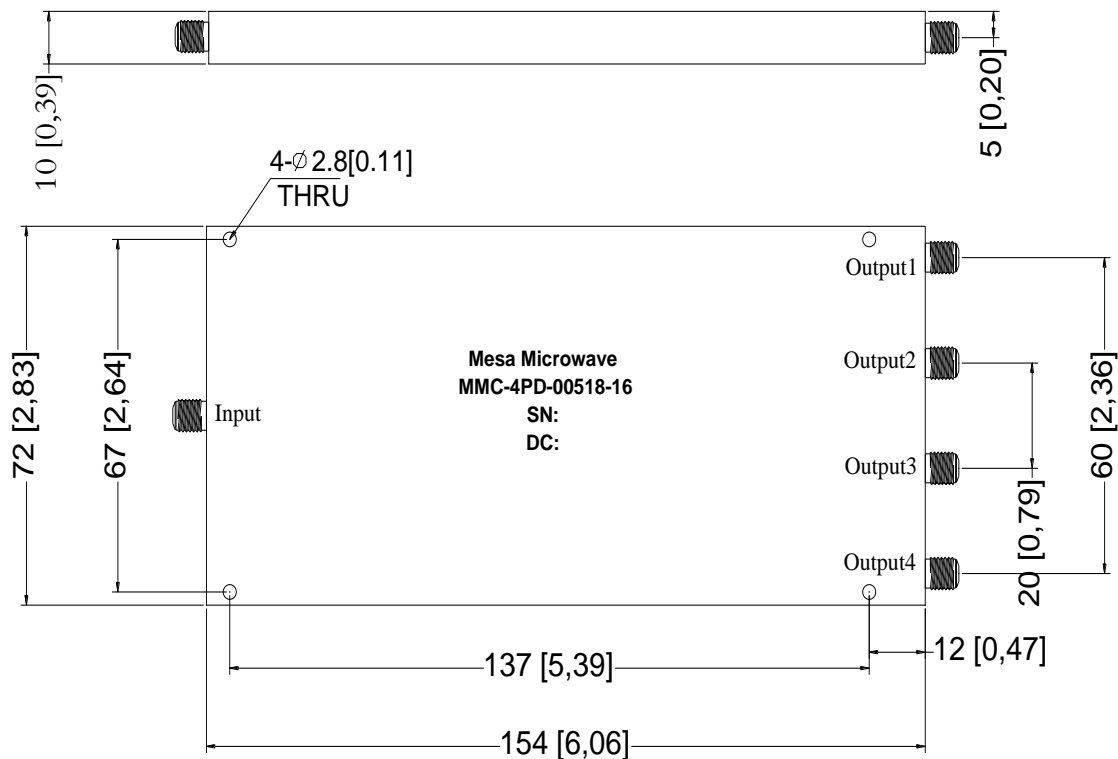 10 [0,39]
5 [0,20]
4-∅2.8[0.11]
THRU
Output1
72 [2,83]
67 [2,64]
Input
Mesa Microwave
MMC-4PD-00518-16
SN:
DC:
Output2
Output3
Output4
60 [2,36]
20 [0,79]
12 [0,47]
137 [5,39]
154 [6,06]